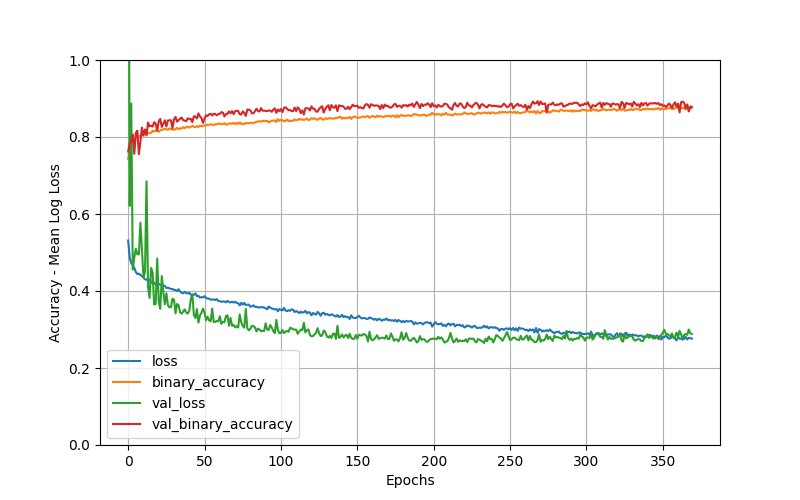 Accuracy - Mean Log Loss
1.0
0.8
0.6
0.4
0.2
0.0
loss
binary_accuracy
val_loss
val_binary_accuracy
0 50 100 150 200 250 300 350
Epochs